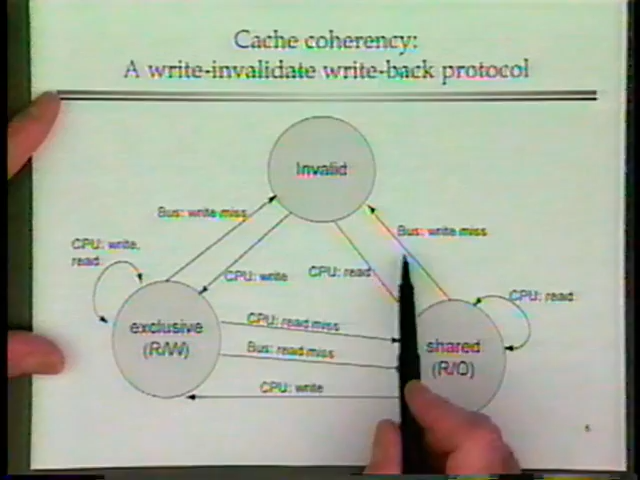 Cache coherency:
A write-invalidate write-back protocol
Invalid
Bus: write miss
Bus: write miss
CPU: write,
read
CPU: write
CPU: read
CPU: read
exclusive
(R/W)
CPU: read miss
Bus: read miss
shared
(R/O)
CPU: write
6